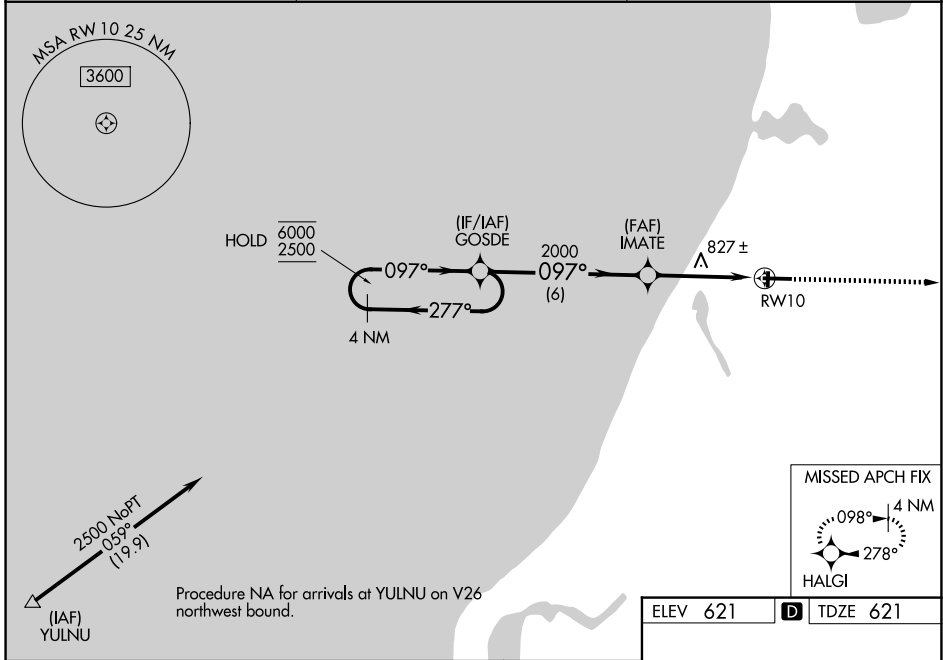 MSA RW 10 25 NM
3600
HOLD
6000
2500
097°
277°
4 NM
(IF/IAF)
GOSDE
2000
097°
(6)
(FAF)
IMATE
827 ±
RW10
2500 NoPT
059°
(19.9)
(IAF)
YULNU
Procedure NA for arrivals at YULNU on V26
northwest bound.
MISSED APCH FIX
4 NM
098°
278°
HALGI
ELEV 621
D
TDZE 621